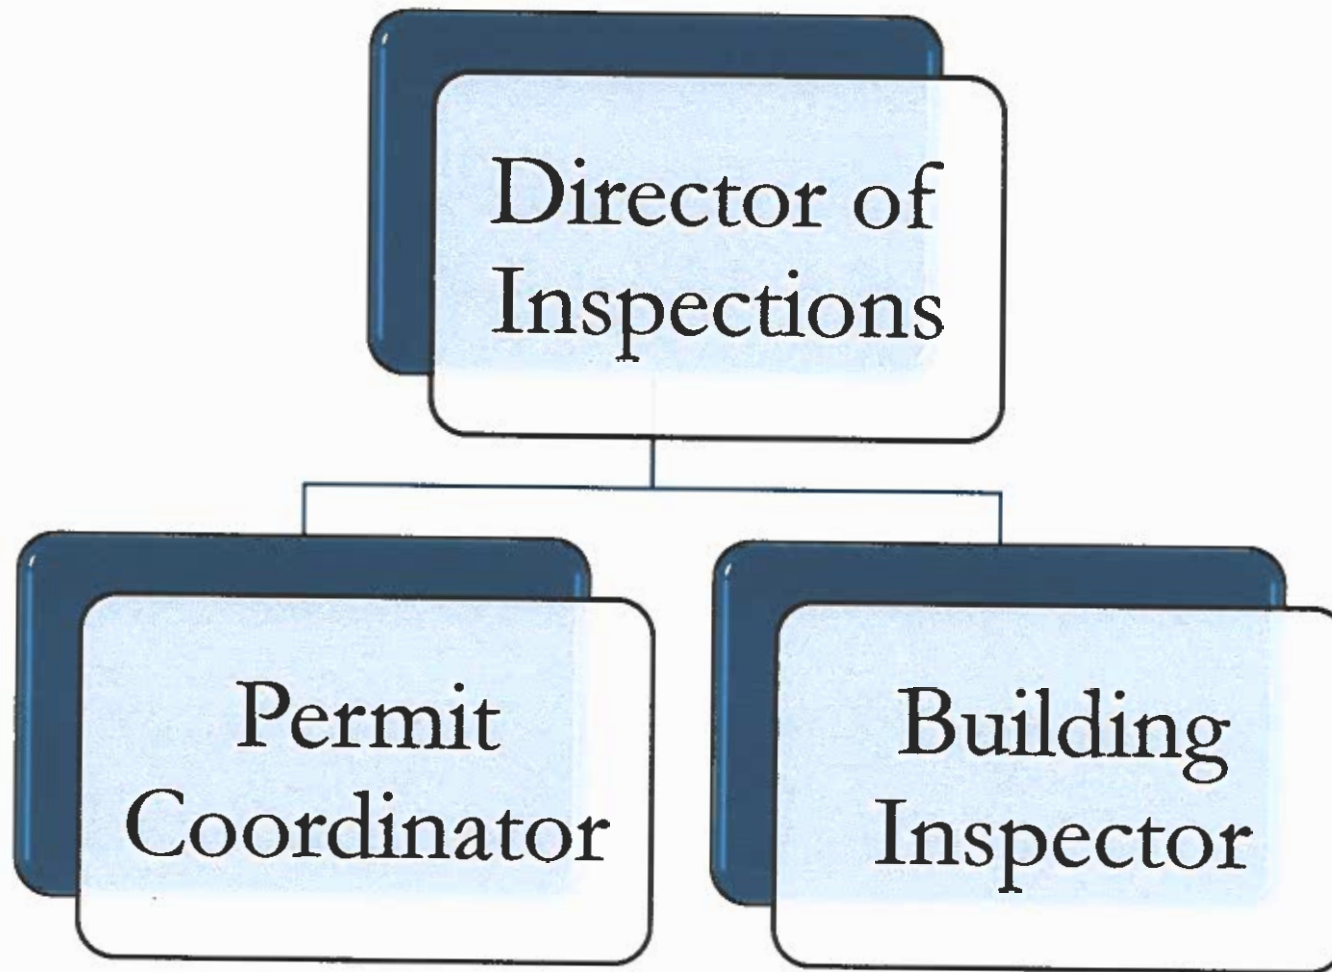 Director of
Inspections
Permit
Coordinator
Building
Inspector